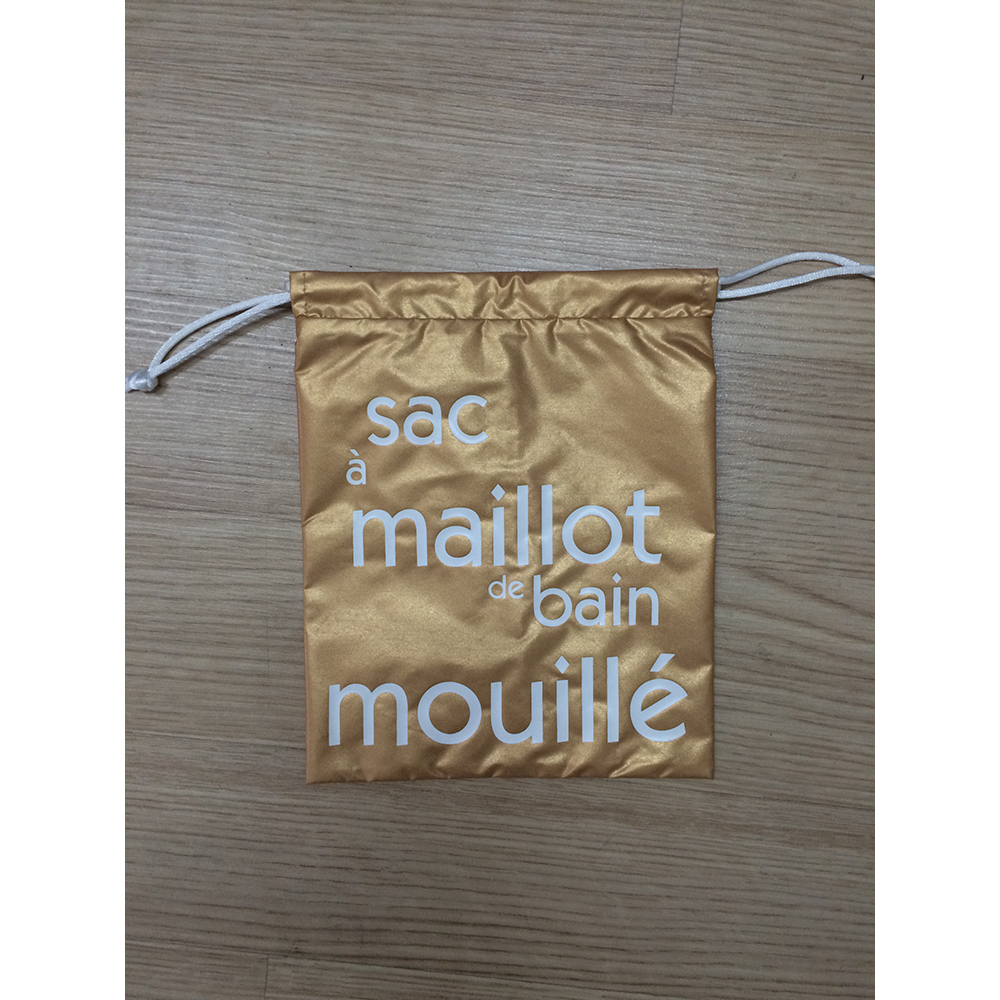 sac
à
maillot
de bain
mouillé